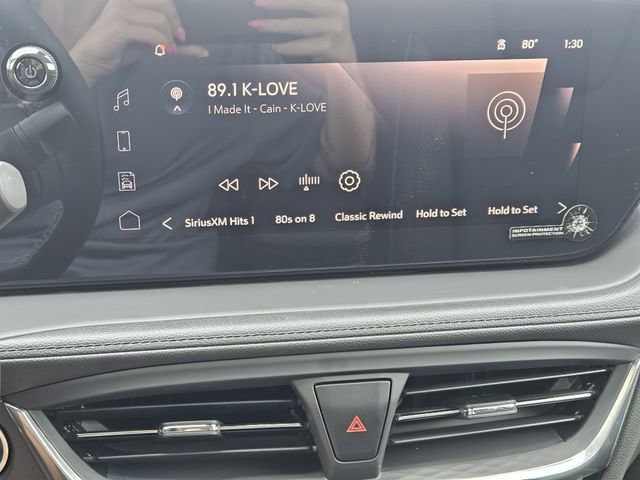 80° 1:30
89.1 K-LOVE
I Made It - Cain - K-LOVE
SiriusXM Hits 1 80s on 8 Classic Rewind Hold to Set Hold to Set
INFOTAINMENT
SCREEN PROTECTION